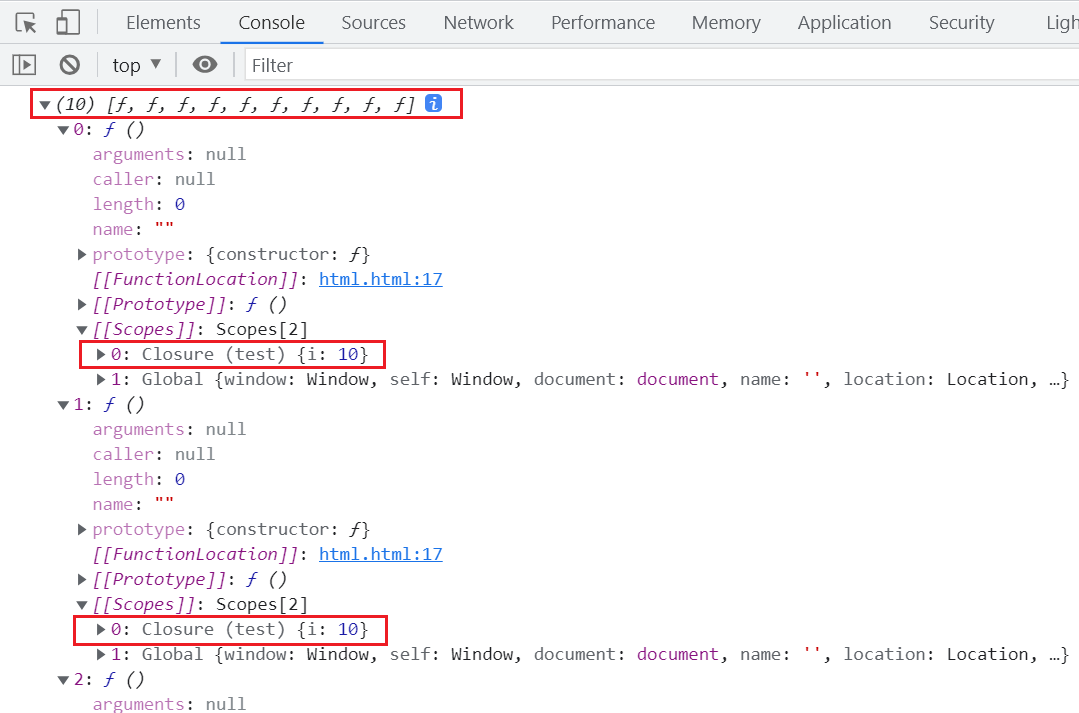 Elements Console Sources Network Performance Memory Application Security Ligh
top Filter
(10) [ƒ, ƒ, ƒ, ƒ, ƒ, ƒ, ƒ, ƒ, ƒ, ƒ] i
0: ƒ ()
arguments: null
caller: null
length: 0
name: ""
prototype: {constructor: ƒ}
[[FunctionLocation]]: html.html:17
[[Prototype]]: ƒ ()
[[Scopes]]: Scopes[2]
0: Closure (test) {i: 10}
1: Global {window: Window, self: Window, document: document, name: '', location: Location, …}
1: ƒ ()
arguments: null
caller: null
length: 0
name: ""
prototype: {constructor: ƒ}
[[FunctionLocation]]: html.html:17
[[Prototype]]: ƒ ()
[[Scopes]]: Scopes[2]
0: Closure (test) {i: 10}
1: Global {window: Window, self: Window, document: document, name: '', location: Location, …}
2: ƒ ()
arguments: null